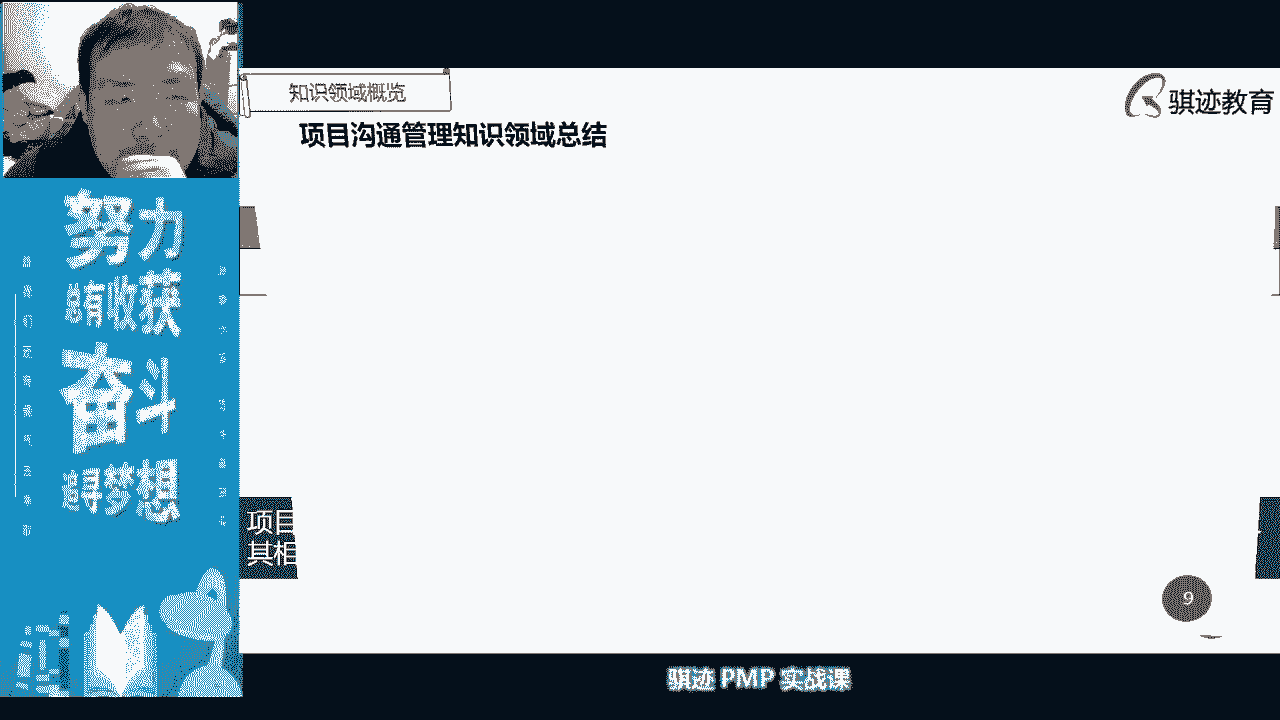 知识领域概览
骐迹教育
项目沟通管理知识领域总结
努力
总有收获
奋斗
追寻梦想
项目
其相
9
骐迹 PMP 实战课